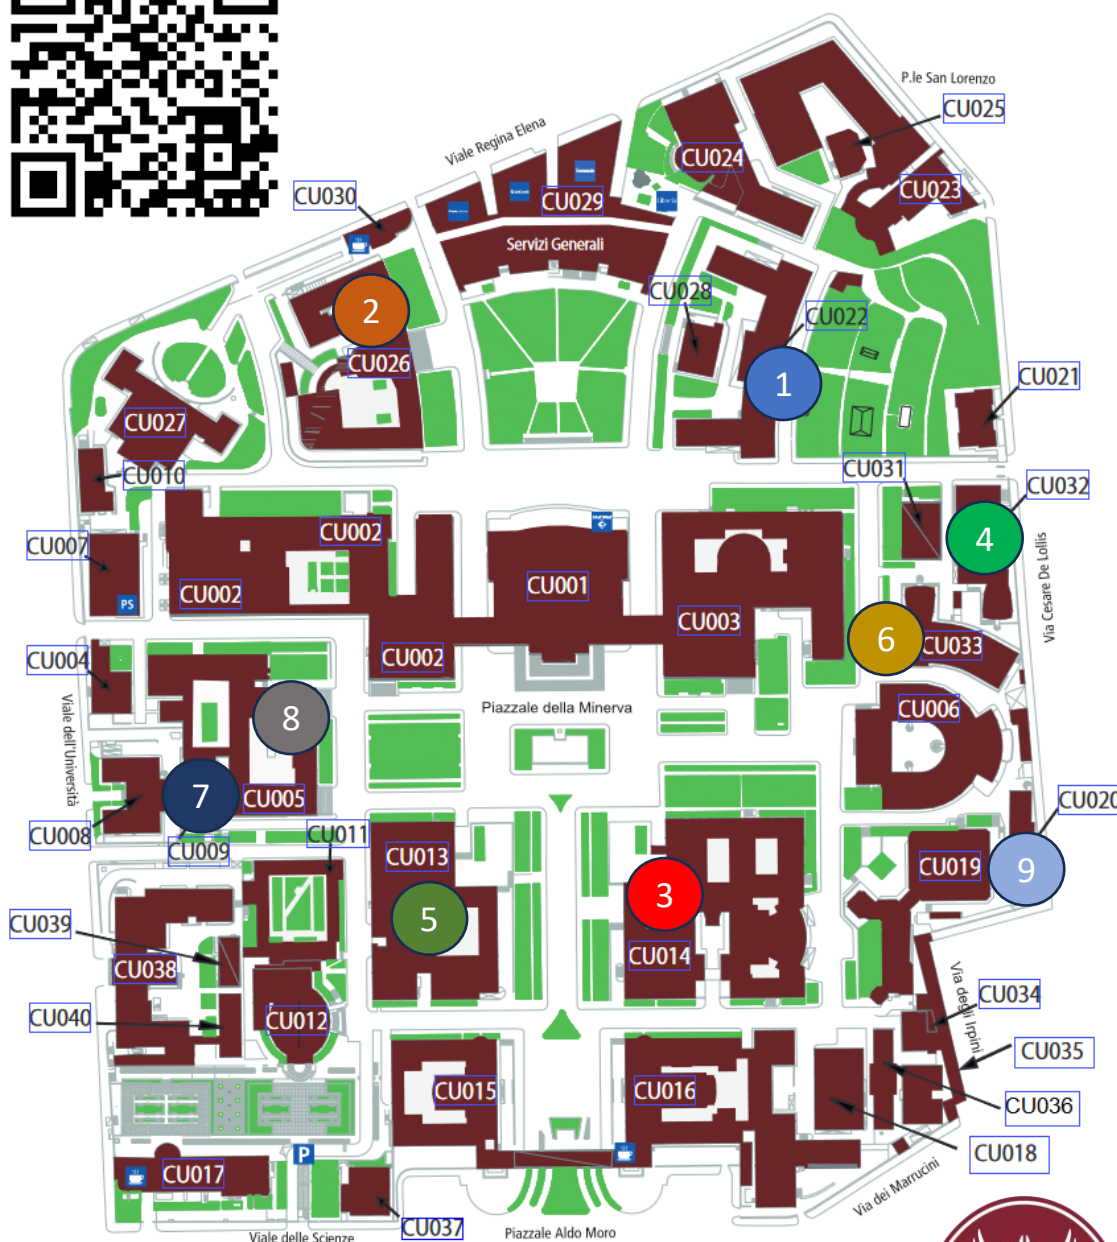 P.le San Lorenzo
CU025
Viale Regina Elena
CU024
CU023
CU030
CU029
Servizi Generali
CU028
2
CU022
CU026
1
CU021
CU027
CU031
CU010
CU032
CU002
4
CU007
CU001
Via Cesare De Lollis
CU002
PS
CU003
6
CU033
CU004
CU002
Viale dell'Università
Piazzale della Minerva
CU006
8
7
CU005
CU020
CU008
CU011
CU009
CU013
3
CU019
9
5
CU039
CU038
CU014
Via degli Irpini
CU034
CU040
CU012
CU035
CU015
CU016
CU036
P
CU018
CU017
Via dei Marrucini
CU037
Viale delle Scienze
Piazzale Aldo Moro